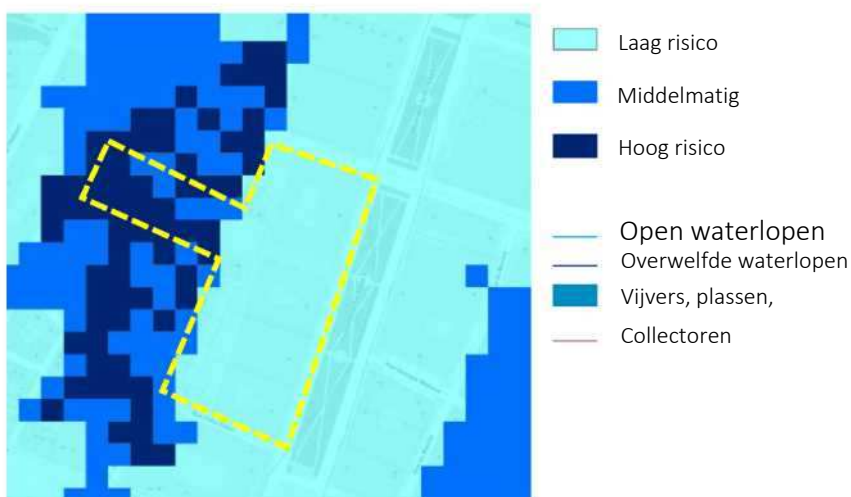 Laag risico
Middelmatig
Hoog risico
Open waterlopen
Overwelfde waterlopen
Vijvers, plassen,
Collectoren